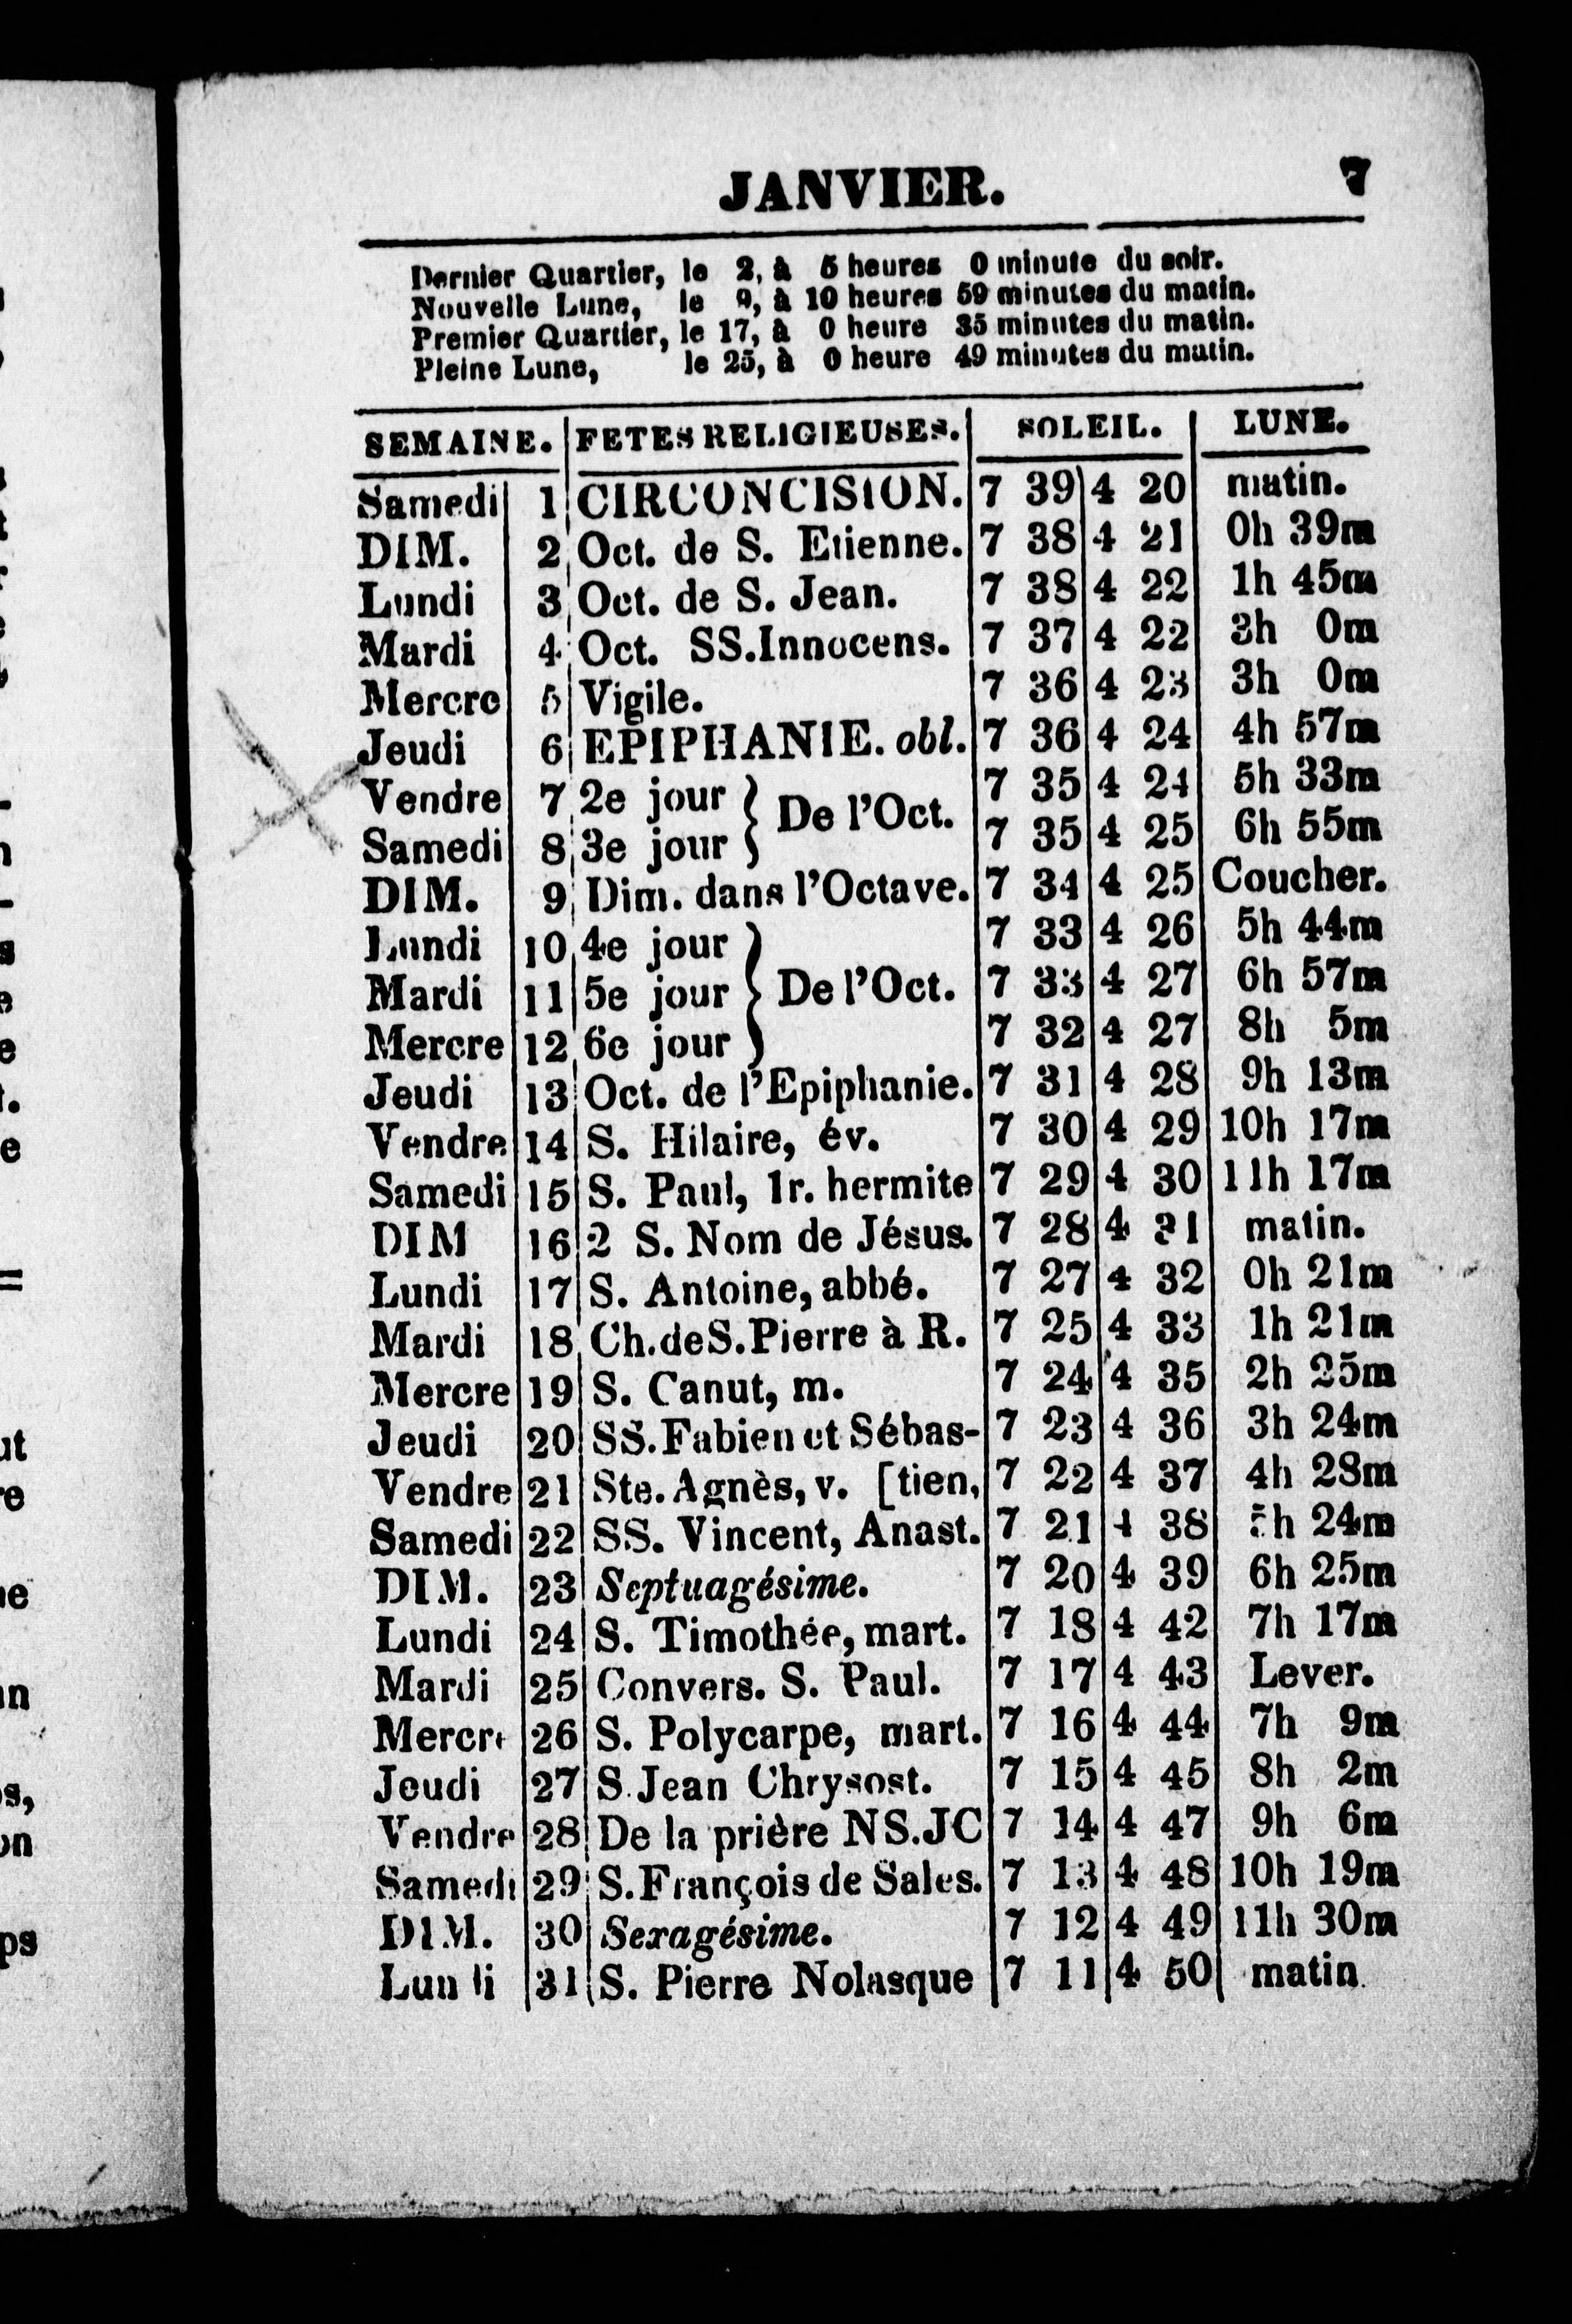 JANVIER. 7
Dernier Quartier, le 2, à 5 heures 0 minute du soir.
Nouvelle Lune, le 9, à 10 heures 59 minutes du matin.
Premier Quartier, le 17, à 0 heure 35 minutes du matin.
Pleine Lune, le 25, à 0 heure 49 minutes du matin.
SEMAINE. FETES RELIGIEUSES. SOLEIL. LUNE.
Samedi 1 CIRCONCISION. 7 39 4 20 matin.
DIM. 2 Oct. de S. Etienne. 7 38 4 21 0h 39m
Lundi 3 Oct. de S. Jean. 7 38 4 22 1h 45m
Mardi 4 Oct. SS.Innocens. 7 37 4 22 3h 0m
Mercre 5 Vigile. 7 36 4 23 3h 0m
Jeudi 6 EPIPHANIE. obl. 7 36 4 24 4h 57m
Vendre 7 2e jour } De l'Oct. 7 35 4 24 5h 33m
Samedi 8 3e jour 7 35 4 25 6h 55m
DIM. 9 Dim. dans l'Octave. 7 34 4 25 Coucher.
Lundi 10 4e jour 7 33 4 26 5h 44m
Mardi 11 5e jour } De l'Oct. 7 33 4 27 6h 57m
Mercre 12 6e jour 7 32 4 27 8h 5m
Jeudi 13 Oct. de l'Epiphanie. 7 31 4 28 9h 13m
Vendre 14 S. Hilaire, év. 7 30 4 29 10h 17m
Samedi 15 S. Paul, 1r. hermite 7 29 4 30 11h 17m
DIM 16 2 S. Nom de Jésus. 7 28 4 31 matin.
Lundi 17 S. Antoine, abbé. 7 27 4 32 0h 21m
Mardi 18 Ch.deS.Pierre à R. 7 25 4 33 1h 21m
Mercre 19 S. Canut, m. 7 24 4 35 2h 25m
Jeudi 20 SS.Fabien et Sébas- 7 23 4 36 3h 24m
Vendre 21 Ste. Agnès, v. [tien, 7 22 4 37 4h 28m
Samedi 22 SS. Vincent, Anast. 7 21 4 38 5h 24m
DIM. 23 Septuagésime. 7 20 4 39 6h 25m
Lundi 24 S. Timothée, mart. 7 18 4 42 7h 17m
Mardi 25 Convers. S. Paul. 7 17 4 43 Lever.
Mercre 26 S. Polycarpe, mart. 7 16 4 44 7h 9m
Jeudi 27 S. Jean Chrysost. 7 15 4 45 8h 2m
Vendre 28 De la prière NS.JC 7 14 4 47 9h 6m
Samedi 29 S.François de Sales. 7 13 4 48 10h 19m
DIM. 30 Sexagésime. 7 12 4 49 11h 30m
Lundi 31 S. Pierre Nolasque 7 11 4 50 matin.